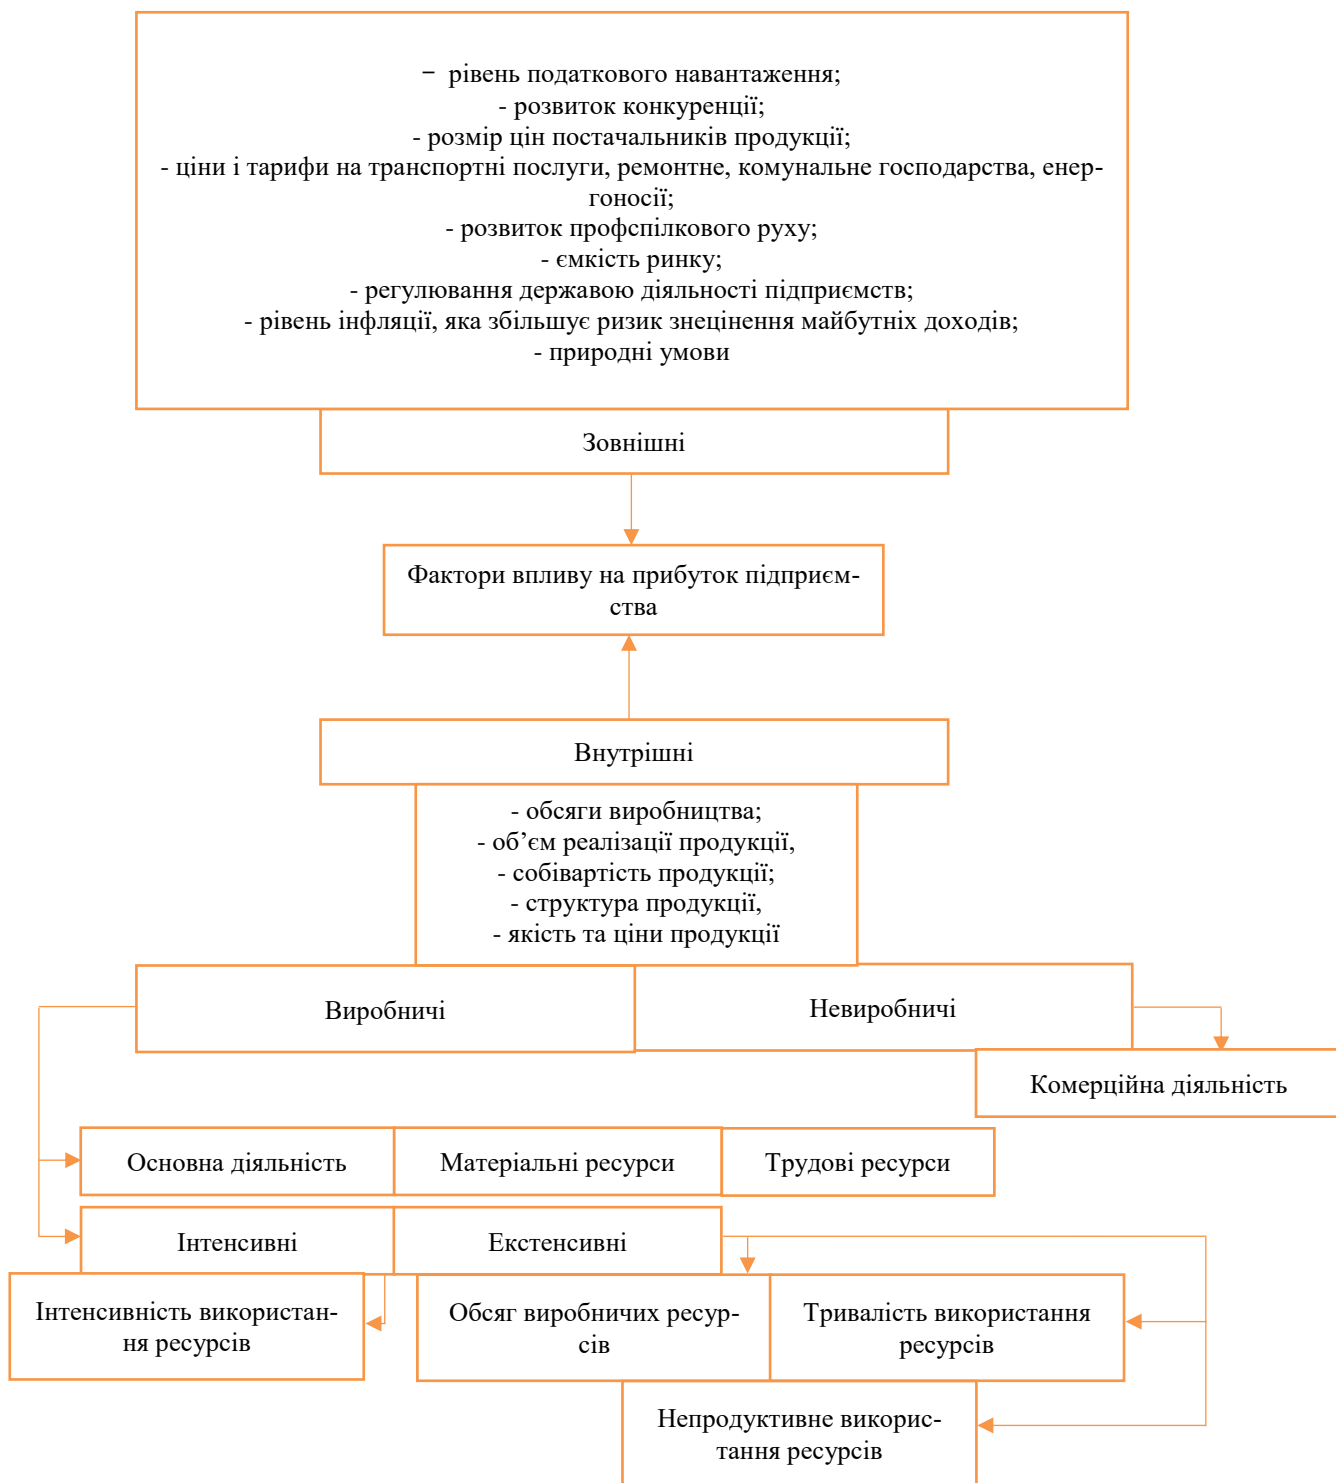 − рівень податкового навантаження;
- розвиток конкуренції;
- розмір цін постачальників продукції;
- ціни і тарифи на транспортні послуги, ремонтне, комунальне господарства, енер-
гоносії;
- розвиток профспілкового руху;
- ємкість ринку;
- регулювання державою діяльності підприємств;
- рівень інфляції, яка збільшує ризик знецінення майбутніх доходів;
- природні умови
Зовнішні
Фактори впливу на прибуток підприєм-
ства
Внутрішні
- обсяги виробництва;
- об’єм реалізації продукції,
- собівартість продукції;
- структура продукції,
- якість та ціни продукції
Виробничі
Невиробничі
Комерційна діяльність
Основна діяльність
Матеріальні ресурси
Трудові ресурси
Інтенсивні
Екстенсивні
Інтенсивність використан-
ня ресурсів
Обсяг виробничих ресур-
сів
Тривалість використання
ресурсів
Непродуктивне викорис-
тання ресурсів